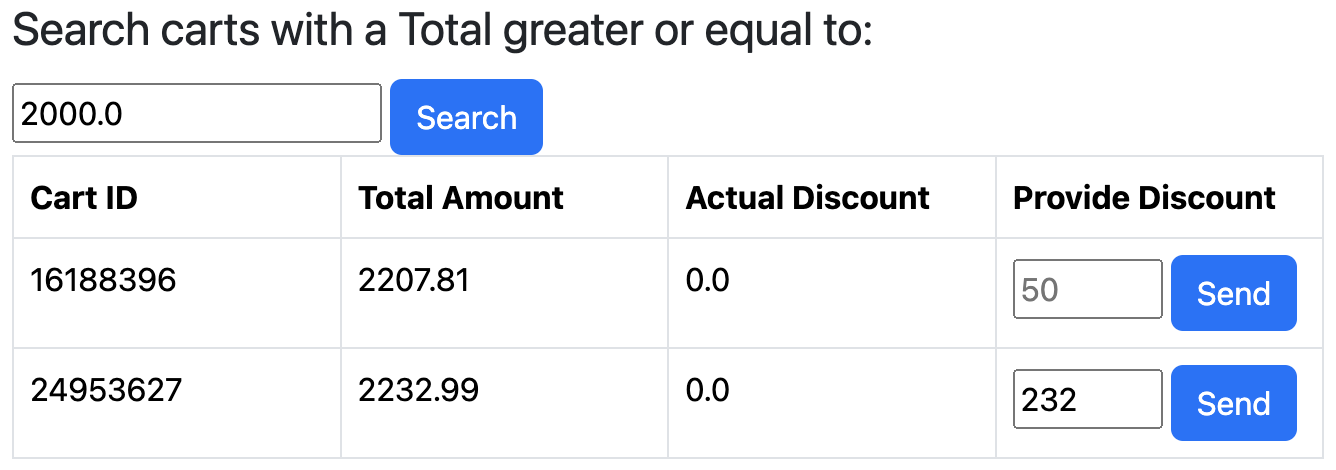 Search carts with a Total greater or equal to:
2000.0 Search
Cart ID Total Amount Actual Discount Provide Discount
16188396 2207.81 0.0 50 Send
24953627 2232.99 0.0 232 Send